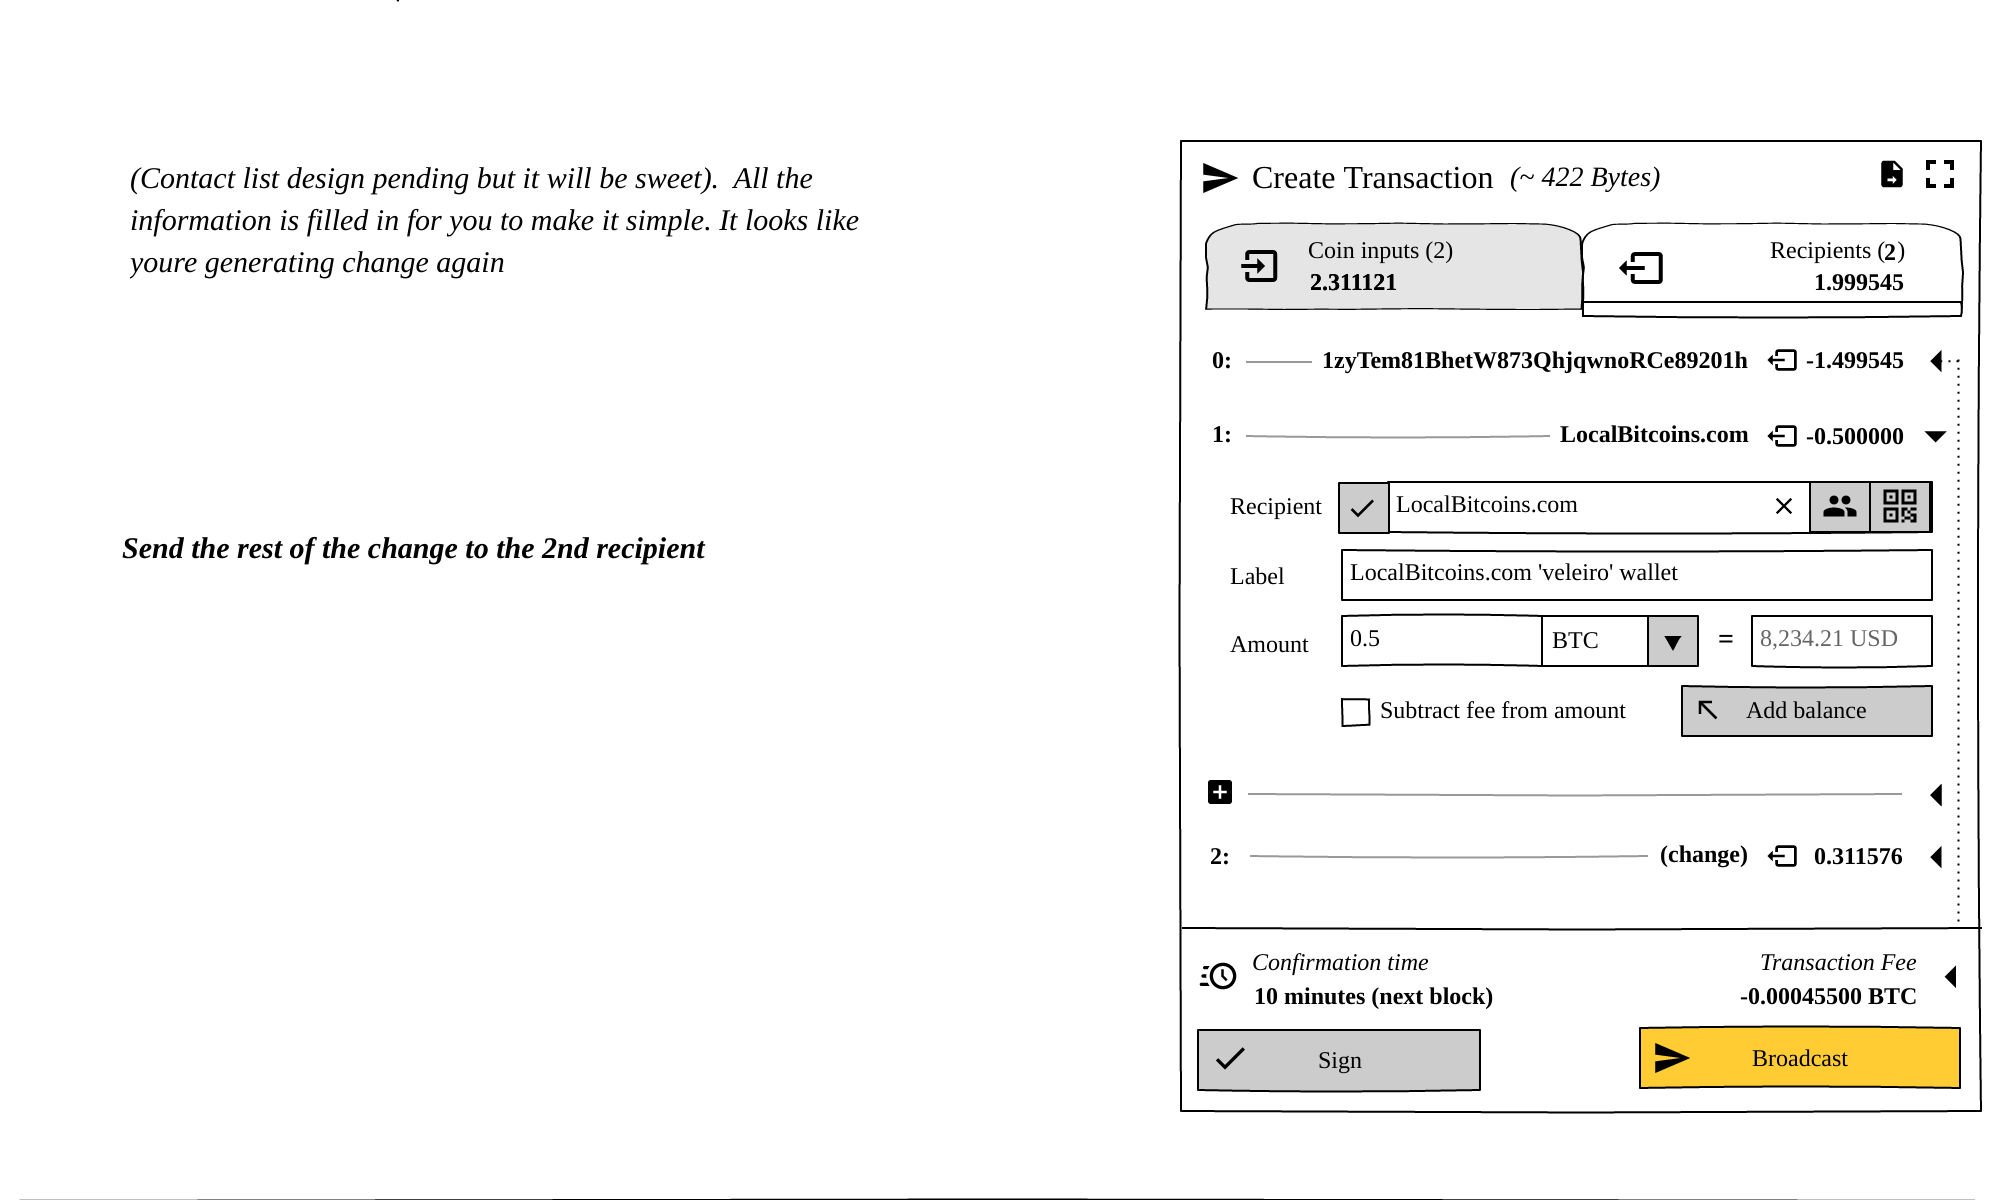 (Contact list design pending but it will be sweet).  All the
information is filled in for you to make it simple. It looks like
youre generating change again
Send the rest of the change to the 2nd recipient
Create Transaction (~ 422 Bytes)
Coin inputs (2)
2.311121
Recipients (2)
1.999545
0: 1zyTem81BhetW873QhjqwnoRCe89201h -1.499545
1: LocalBitcoins.com -0.500000
Recipient LocalBitcoins.com
Label LocalBitcoins.com 'veleiro' wallet
Amount 0.5 BTC = 8,234.21 USD
Subtract fee from amount Add balance
2: (change) 0.311576
Confirmation time
10 minutes (next block)
Transaction Fee
-0.00045500 BTC
Sign Broadcast